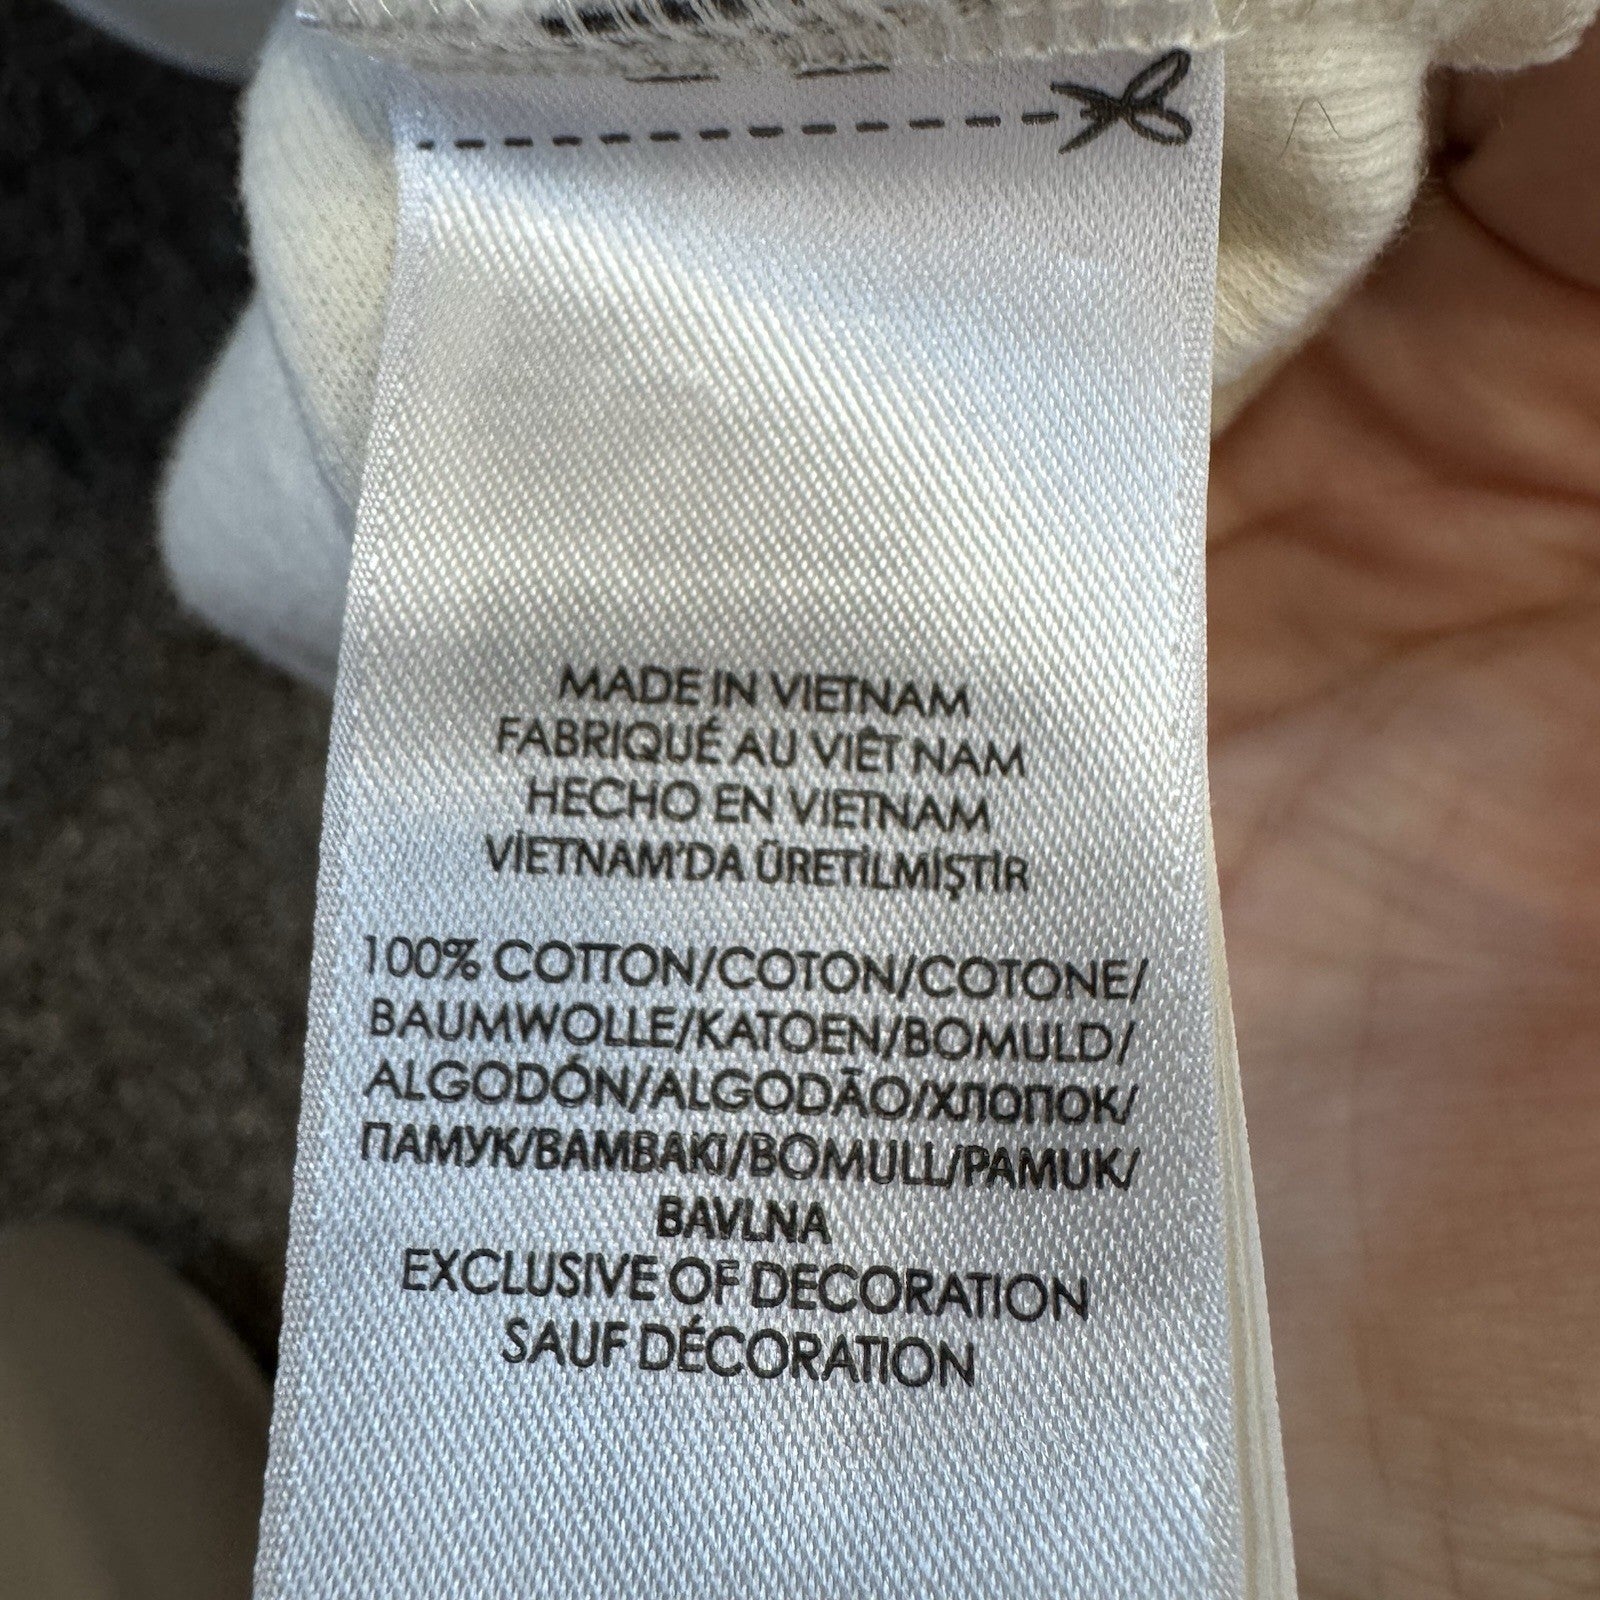 MADE IN VIETNAM
FABRIQUÉ AU VIÊT NAM
HECHO EN VIETNAM
VİETNAM'DA ÜRETİLMİŞTİR
100% COTTON/COTON/COTONE/
BAUMWOLLE/KATOEN/BOMULD/
ALGODÓN/ALGODÃO/ХЛОПОК/
ПАМУК/BAMBAKI/BOMULL/PAMUK/
BAVLNA
EXCLUSIVE OF DECORATION
SAUF DÉCORATION